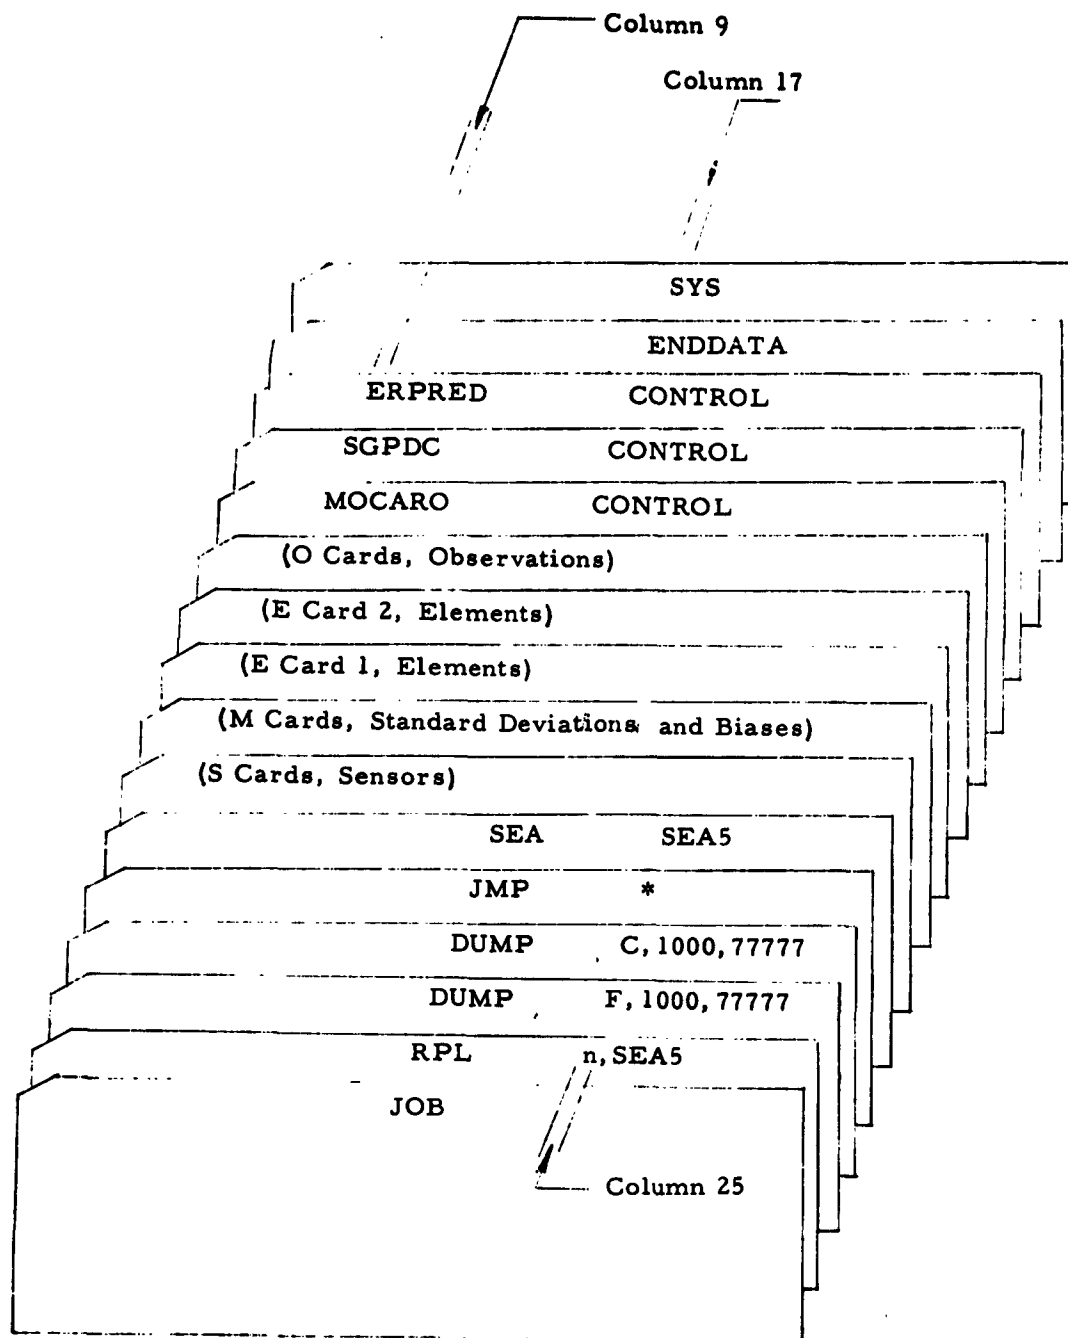 Column 9
Column 17
SYS
ENDDATA
ERPRED CONTROL
SGPDC CONTROL
MOCARO CONTROL
(O Cards, Observations)
(E Card 2, Elements)
(E Card 1, Elements)
(M Cards, Standard Deviations and Biases)
(S Cards, Sensors)
SEA SEA5
JMP *
DUMP C, 1000, 77777
DUMP F, 1000, 77777
RPL n, SEA5
JOB
Column 25